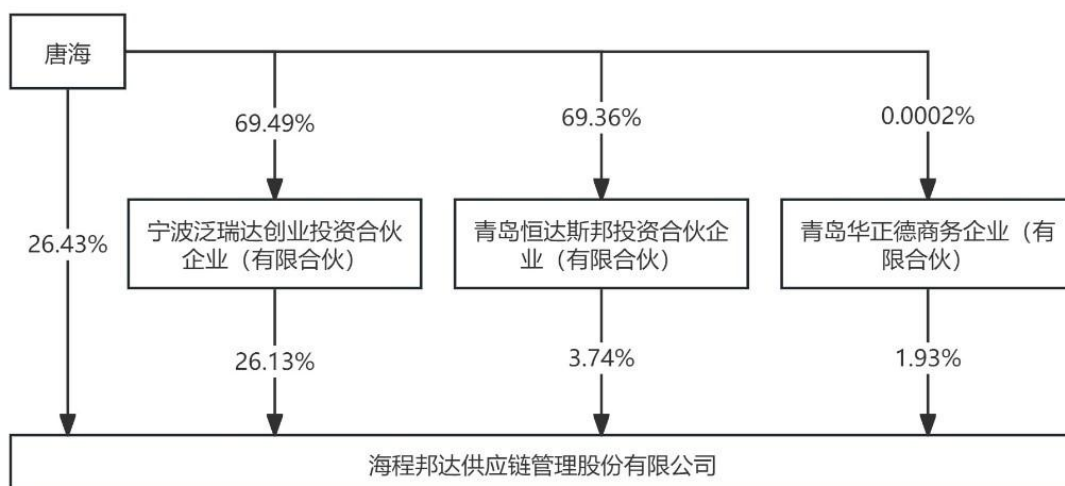 唐海
69.49%
69.36%
0.0002%
宁波泛瑞达创业投资合伙
企业（有限合伙）
青岛恒达斯邦投资合伙企
业（有限合伙）
青岛华正德商务企业（有
限合伙）
26.43%
26.13%
3.74%
1.93%
海程邦达供应链管理股份有限公司